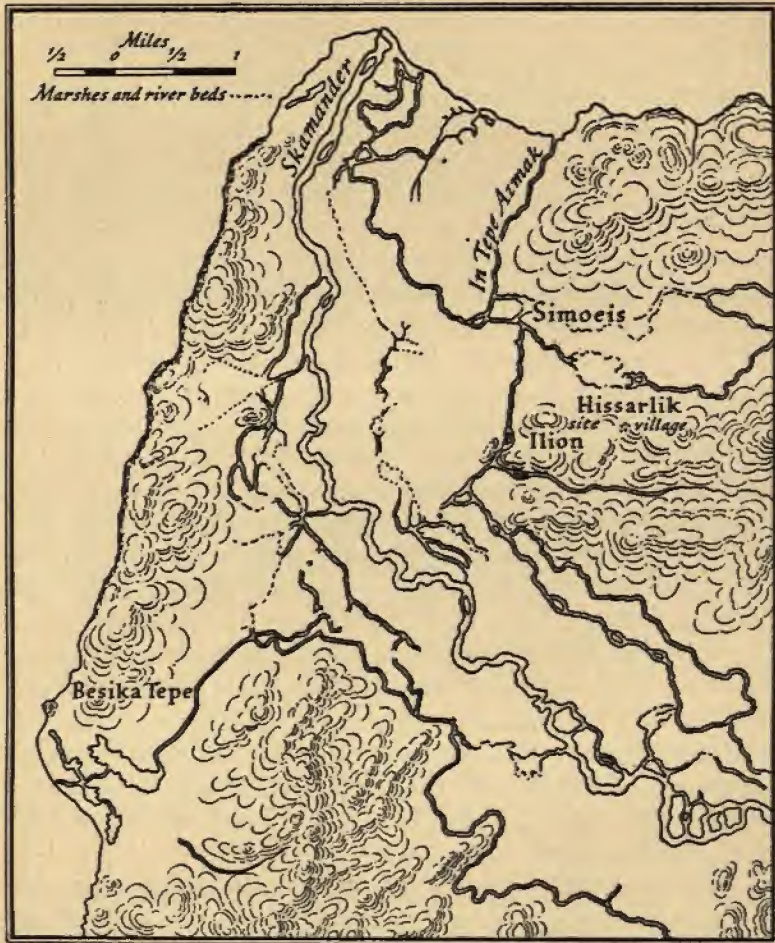 Miles
1/2 0 1/2 1
Marshes and river beds
Skamander
In Tepe Asmak
Simoeis
Hissarlik
site village
Ilion
Besika Tepe